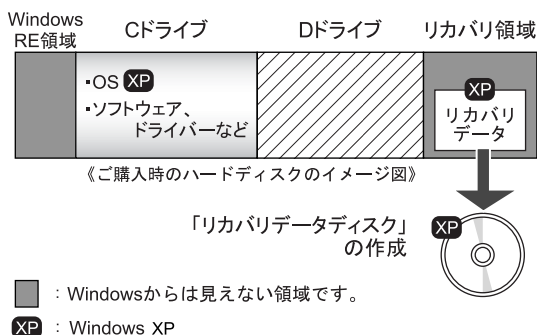 Windows
RE領域
Cドライブ
Dドライブ
リカバリ領域
・OS XP
・ソフトウェア、
ドライバーなど
XP
リカバリ
データ
《ご購入時のハードディスクのイメージ図》
「リカバリデータディスク」
の作成
XP
：Windowsからは見えない領域です。
XP：Windows XP